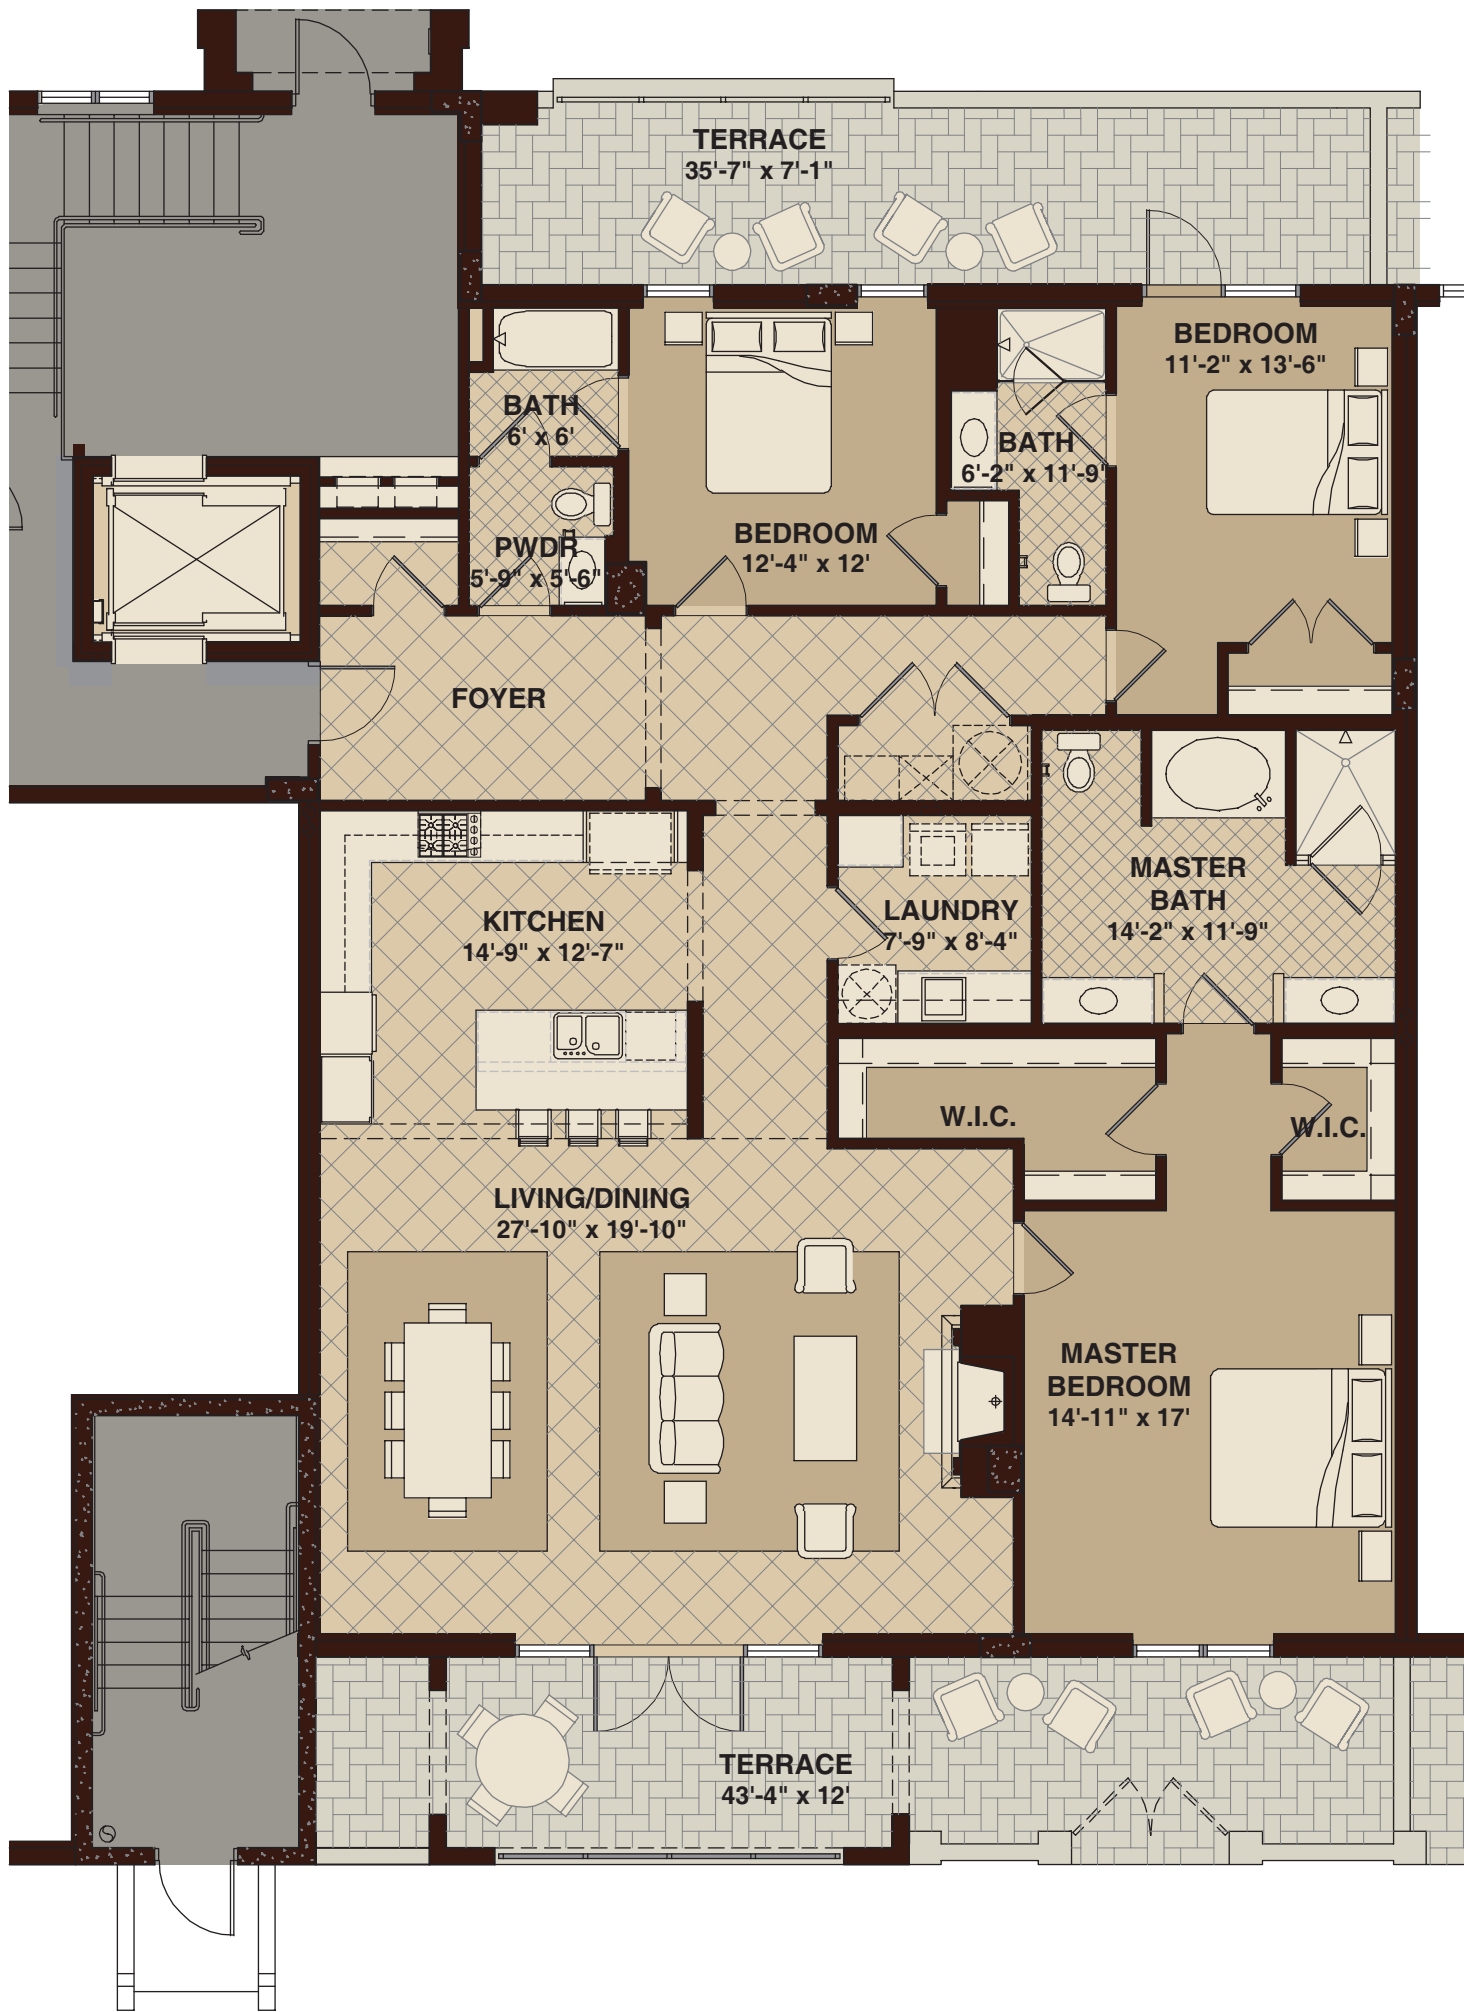 TERRACE
35'-7" x 7'-1"
BEDROOM
11'-2" x 13'-6"
BATH
6' x 6'
BATH
6'-2" x 11'-9"
PWDR
5'-9" x 5'-6"
BEDROOM
12'-4" x 12'
FOYER
KITCHEN
14'-9" x 12'-7"
LAUNDRY
7'-9" x 8'-4"
MASTER
BATH
14'-2" x 11'-9"
W.I.C.
W.I.C.
LIVING/DINING
27'-10" x 19'-10"
MASTER
BEDROOM
14'-11" x 17'
TERRACE
43'-4" x 12'